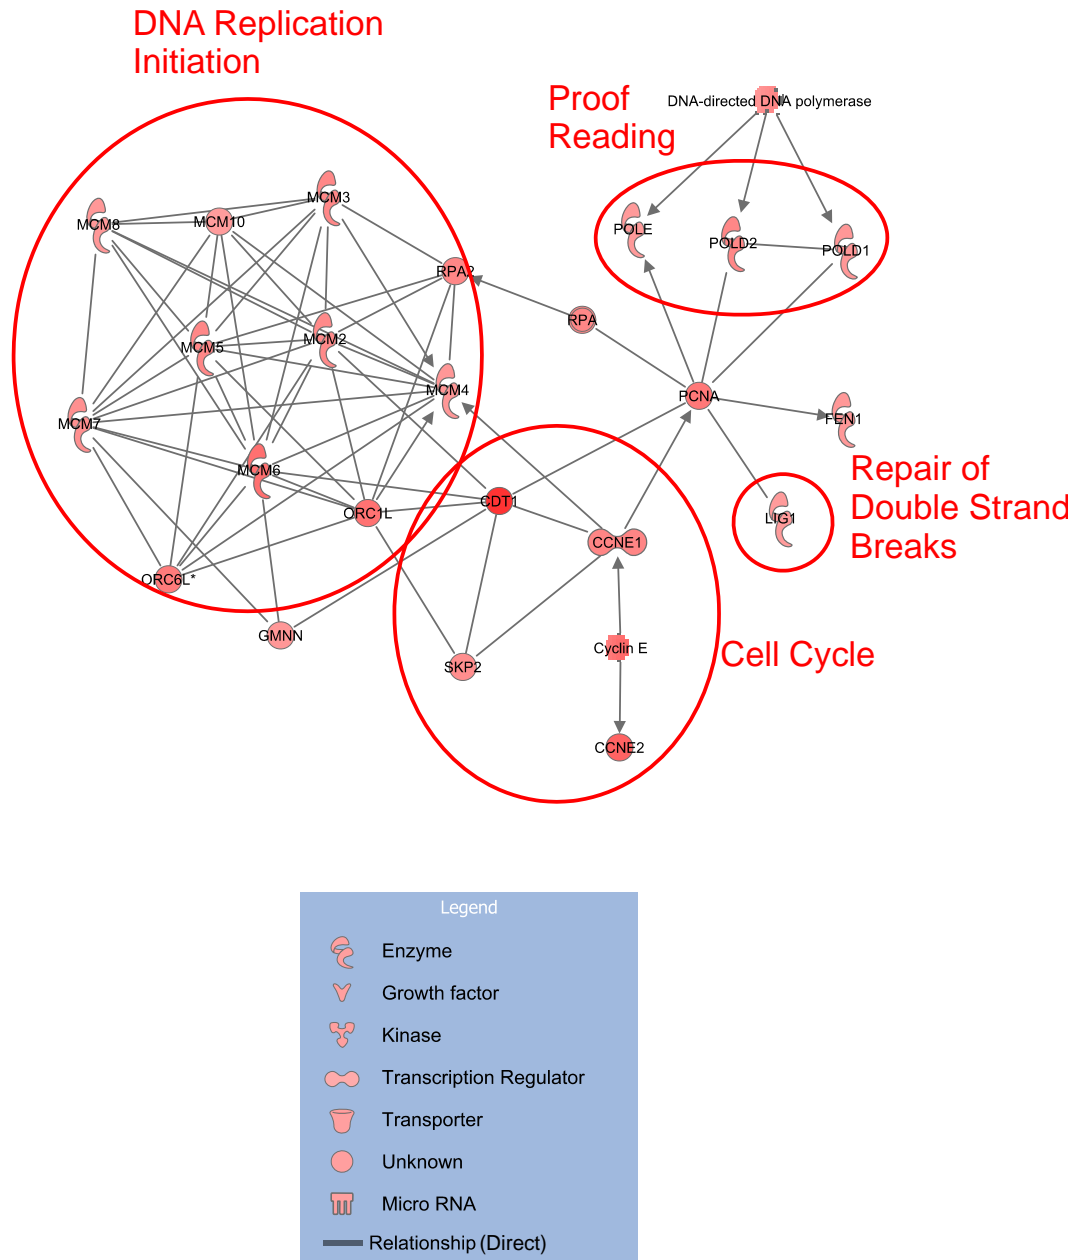 DNA Replication
Initiation
Proof
Reading
DNA-directed DNA polymerase
MCM3
MCM8
MCM10
POLE
POLD2
POLD1
RPA2
RPA
MCM5
MCM2
MCM4
PCNA
MCM7
FEN1
MCM6
Repair of
Double Strand
Breaks
CDT1
ORC1L
LIG1
CCNE1
ORC6L*
GMNN
SKP2
Cyclin E
Cell Cycle
CCNE2
Legend
Enzyme
Growth factor
Kinase
Transcription Regulator
Transporter
Unknown
Micro RNA
Relationship (Direct)